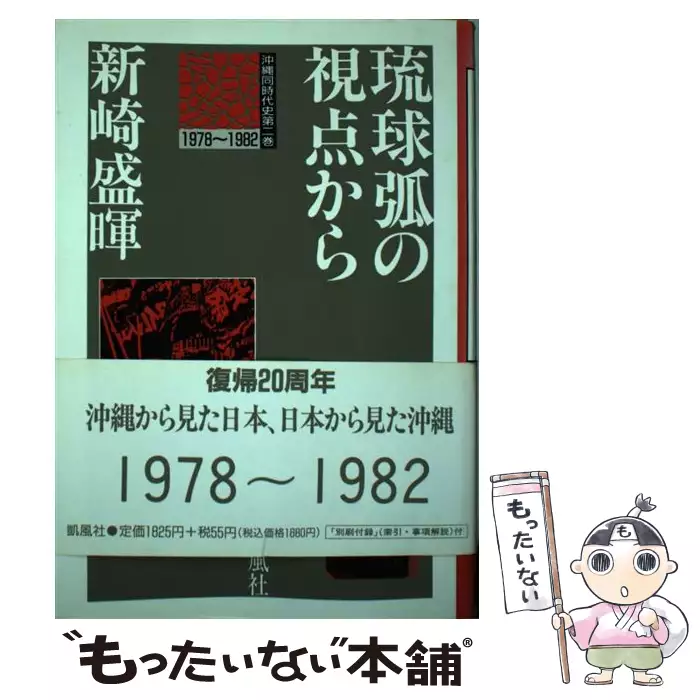 琉球弧の
視点から
沖縄同時代史第二巻
1978〜1982
新崎盛暉
復帰20周年
沖縄から見た日本、日本から見た沖縄
1978〜1982
凱風社●定価1825円+税55円(税込価格1880円)
「別刷付録」(索引・事項解説)付
風社
も
もったいない
“もったいない本舗®